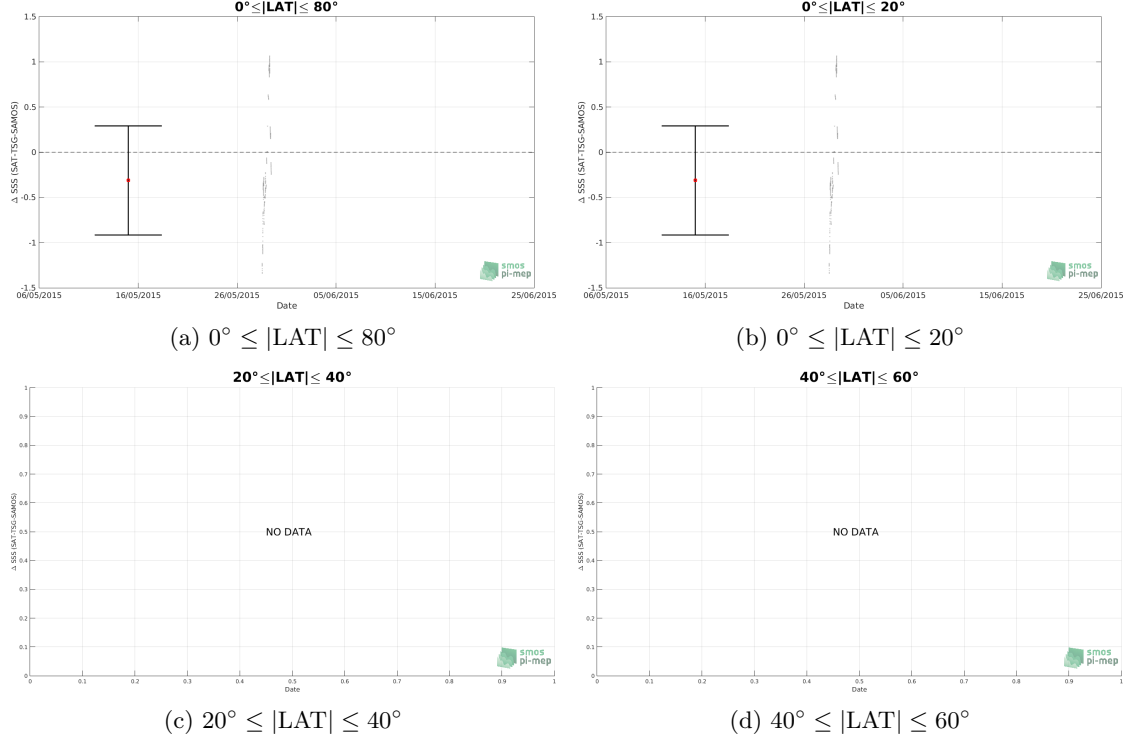 0°≤|LAT|≤ 80°
1.5
1
0.5
0
-0.5
-1
-1.5
Δ SSS (SAT-TSG-SAMOS)
06/05/2015 16/05/2015 26/05/2015 05/06/2015 15/06/2015 25/06/2015
Date
smos
pi-mep
(a) 0° ≤ |LAT| ≤ 80°
0°≤|LAT|≤ 20°
1.5
1
0.5
0
-0.5
-1
-1.5
Δ SSS (SAT-TSG-SAMOS)
06/05/2015 16/05/2015 26/05/2015 05/06/2015 15/06/2015 25/06/2015
Date
smos
pi-mep
(b) 0° ≤ |LAT| ≤ 20°
20°≤|LAT|≤ 40°
1
0.9
0.8
0.7
0.6
0.5
0.4
0.3
0.2
0.1
0
Δ SSS (SAT-TSG-SAMOS)
NO DATA
0 0.1 0.2 0.3 0.4 0.5 0.6 0.7 0.8 0.9 1
Date
smos
pi-mep
(c) 20° ≤ |LAT| ≤ 40°
40°≤|LAT|≤ 60°
1
0.9
0.8
0.7
0.6
0.5
0.4
0.3
0.2
0.1
0
Δ SSS (SAT-TSG-SAMOS)
NO DATA
0 0.1 0.2 0.3 0.4 0.5 0.6 0.7 0.8 0.9 1
Date
smos
pi-mep
(d) 40° ≤ |LAT| ≤ 60°